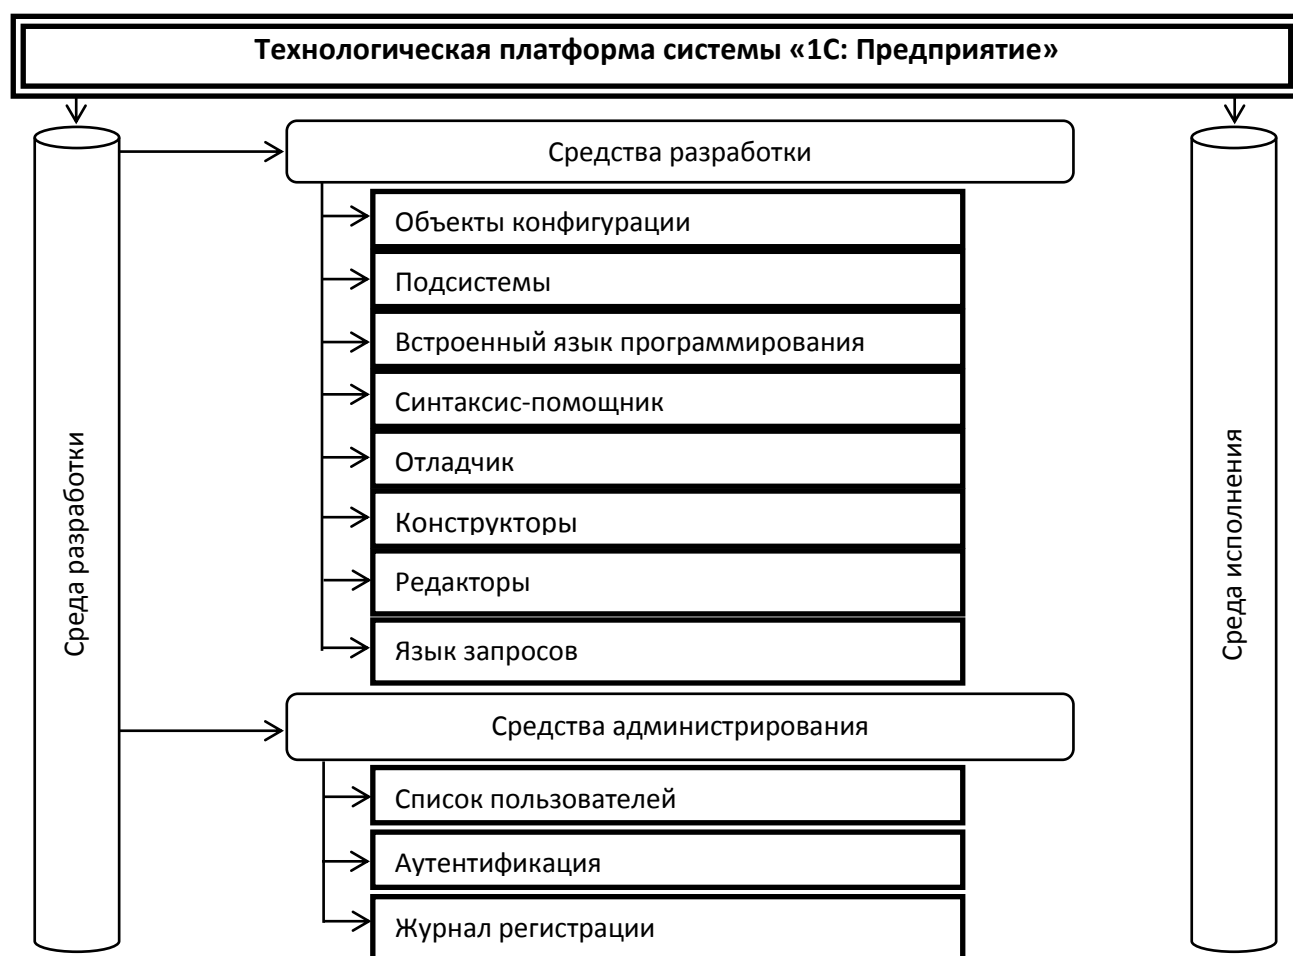 Технологическая платформа системы «1С: Предприятие»
Среда разработки
Средства разработки
Объекты конфигурации
Подсистемы
Встроенный язык программирования
Синтаксис-помощник
Отладчик
Конструкторы
Редакторы
Язык запросов
Средства администрирования
Список пользователей
Аутентификация
Журнал регистрации
Среда исполнения